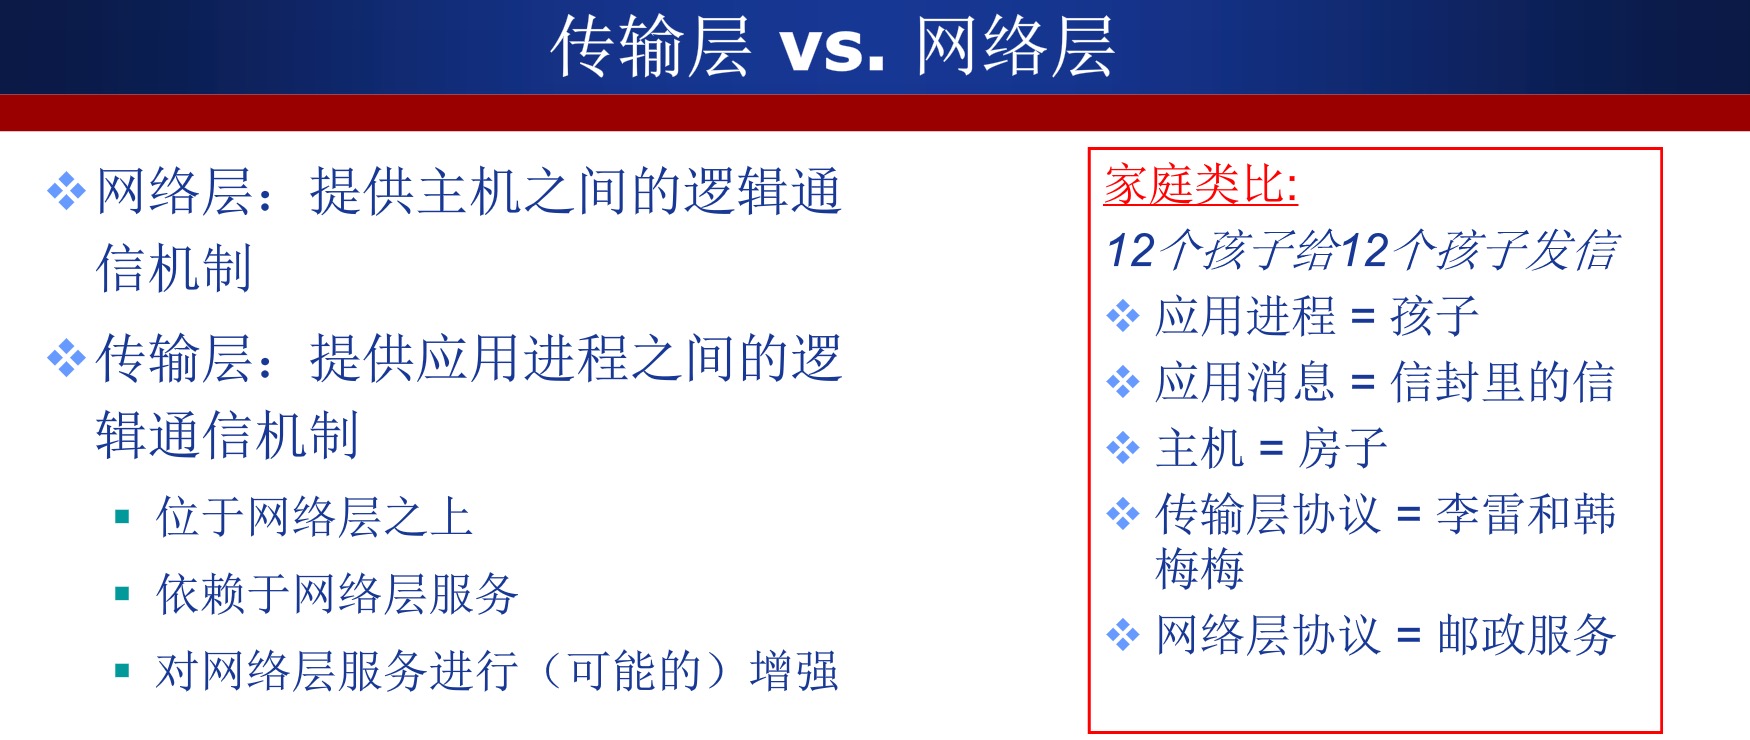 传输层 vs. 网络层
网络层：提供主机之间的逻辑通
信机制
传输层：提供应用进程之间的逻
辑通信机制
位于网络层之上
依赖于网络层服务
对网络层服务进行（可能的）增强
家庭类比:
12个孩子给12个孩子发信
应用进程 = 孩子
应用消息 = 信封里的信
主机 = 房子
传输层协议 = 李雷和韩
梅梅
网络层协议 = 邮政服务